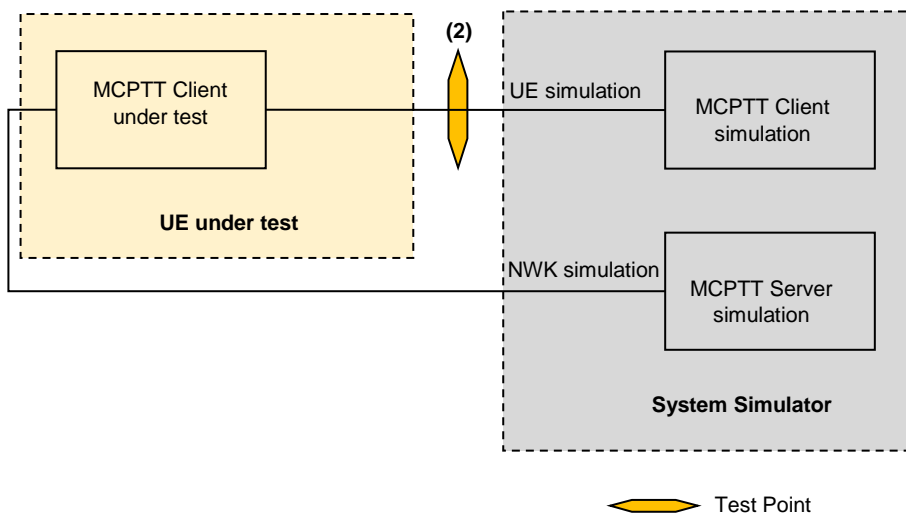 (2)
MCPTT Client
under test
UE simulation
MCPTT Client
simulation
UE under test
NWK simulation
MCPTT Server
simulation
System Simulator
Test Point